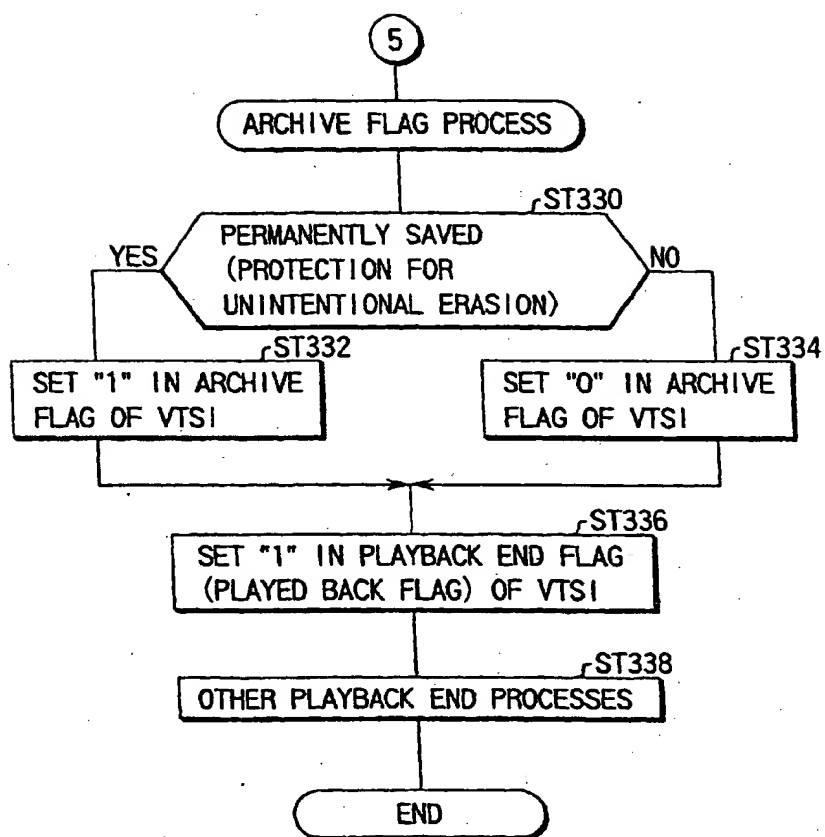 5
ARCHIVE FLAG PROCESS
ST330
PERMANENTLY SAVED
(PROTECTION FOR
UNINTENTIONAL ERASION)
YES
NO
ST332
SET "1" IN ARCHIVE
FLAG OF VTSI
ST334
SET "0" IN ARCHIVE
FLAG OF VTSI
ST336
SET "1" IN PLAYBACK END FLAG
(PLAYED BACK FLAG) OF VTSI
ST338
OTHER PLAYBACK END PROCESSES
END